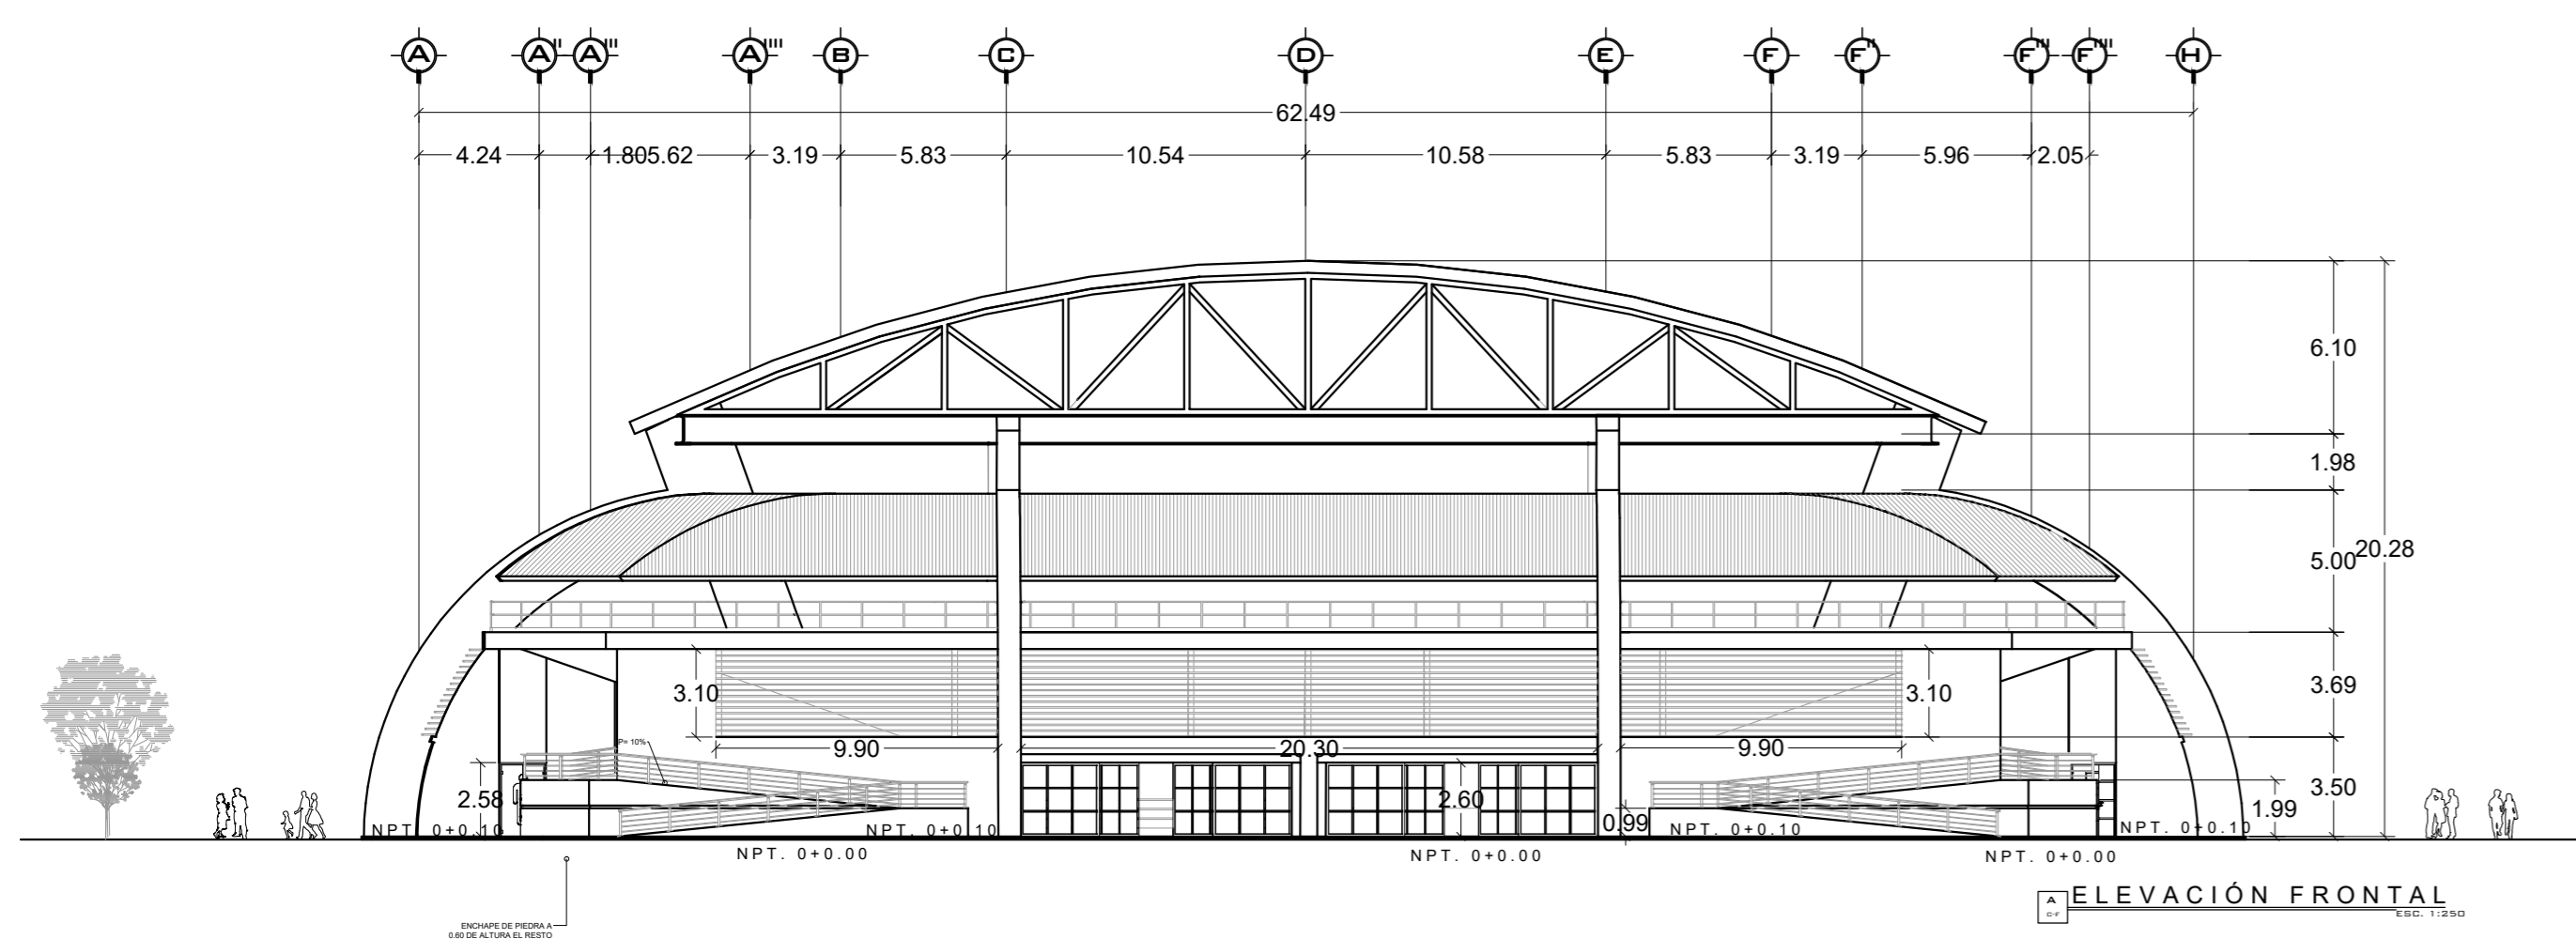 A A'' A''' A'''' B C D E F F'' F''' F'''' H
62.49
4.24 1.80 5.62 3.19 5.83 10.54 10.58 5.83 3.19 5.96 2.05
6.10
1.98
5.00 20.28
3.10 3.10 3.69
P= 10% 9.90 20.30 9.90
2.58 2.60 0.99 1.99 3.50
NPT. 0+0.10 NPT. 0+0.10 NPT. 0+0.10 NPT. 0+0.10
NPT. 0+0.00 NPT. 0+0.00 NPT. 0+0.00
A ELEVACIÓN FRONTAL
C-F ESC. 1:250
ENCHAPE DE PIEDRA A
0.60 DE ALTURA EL RESTO